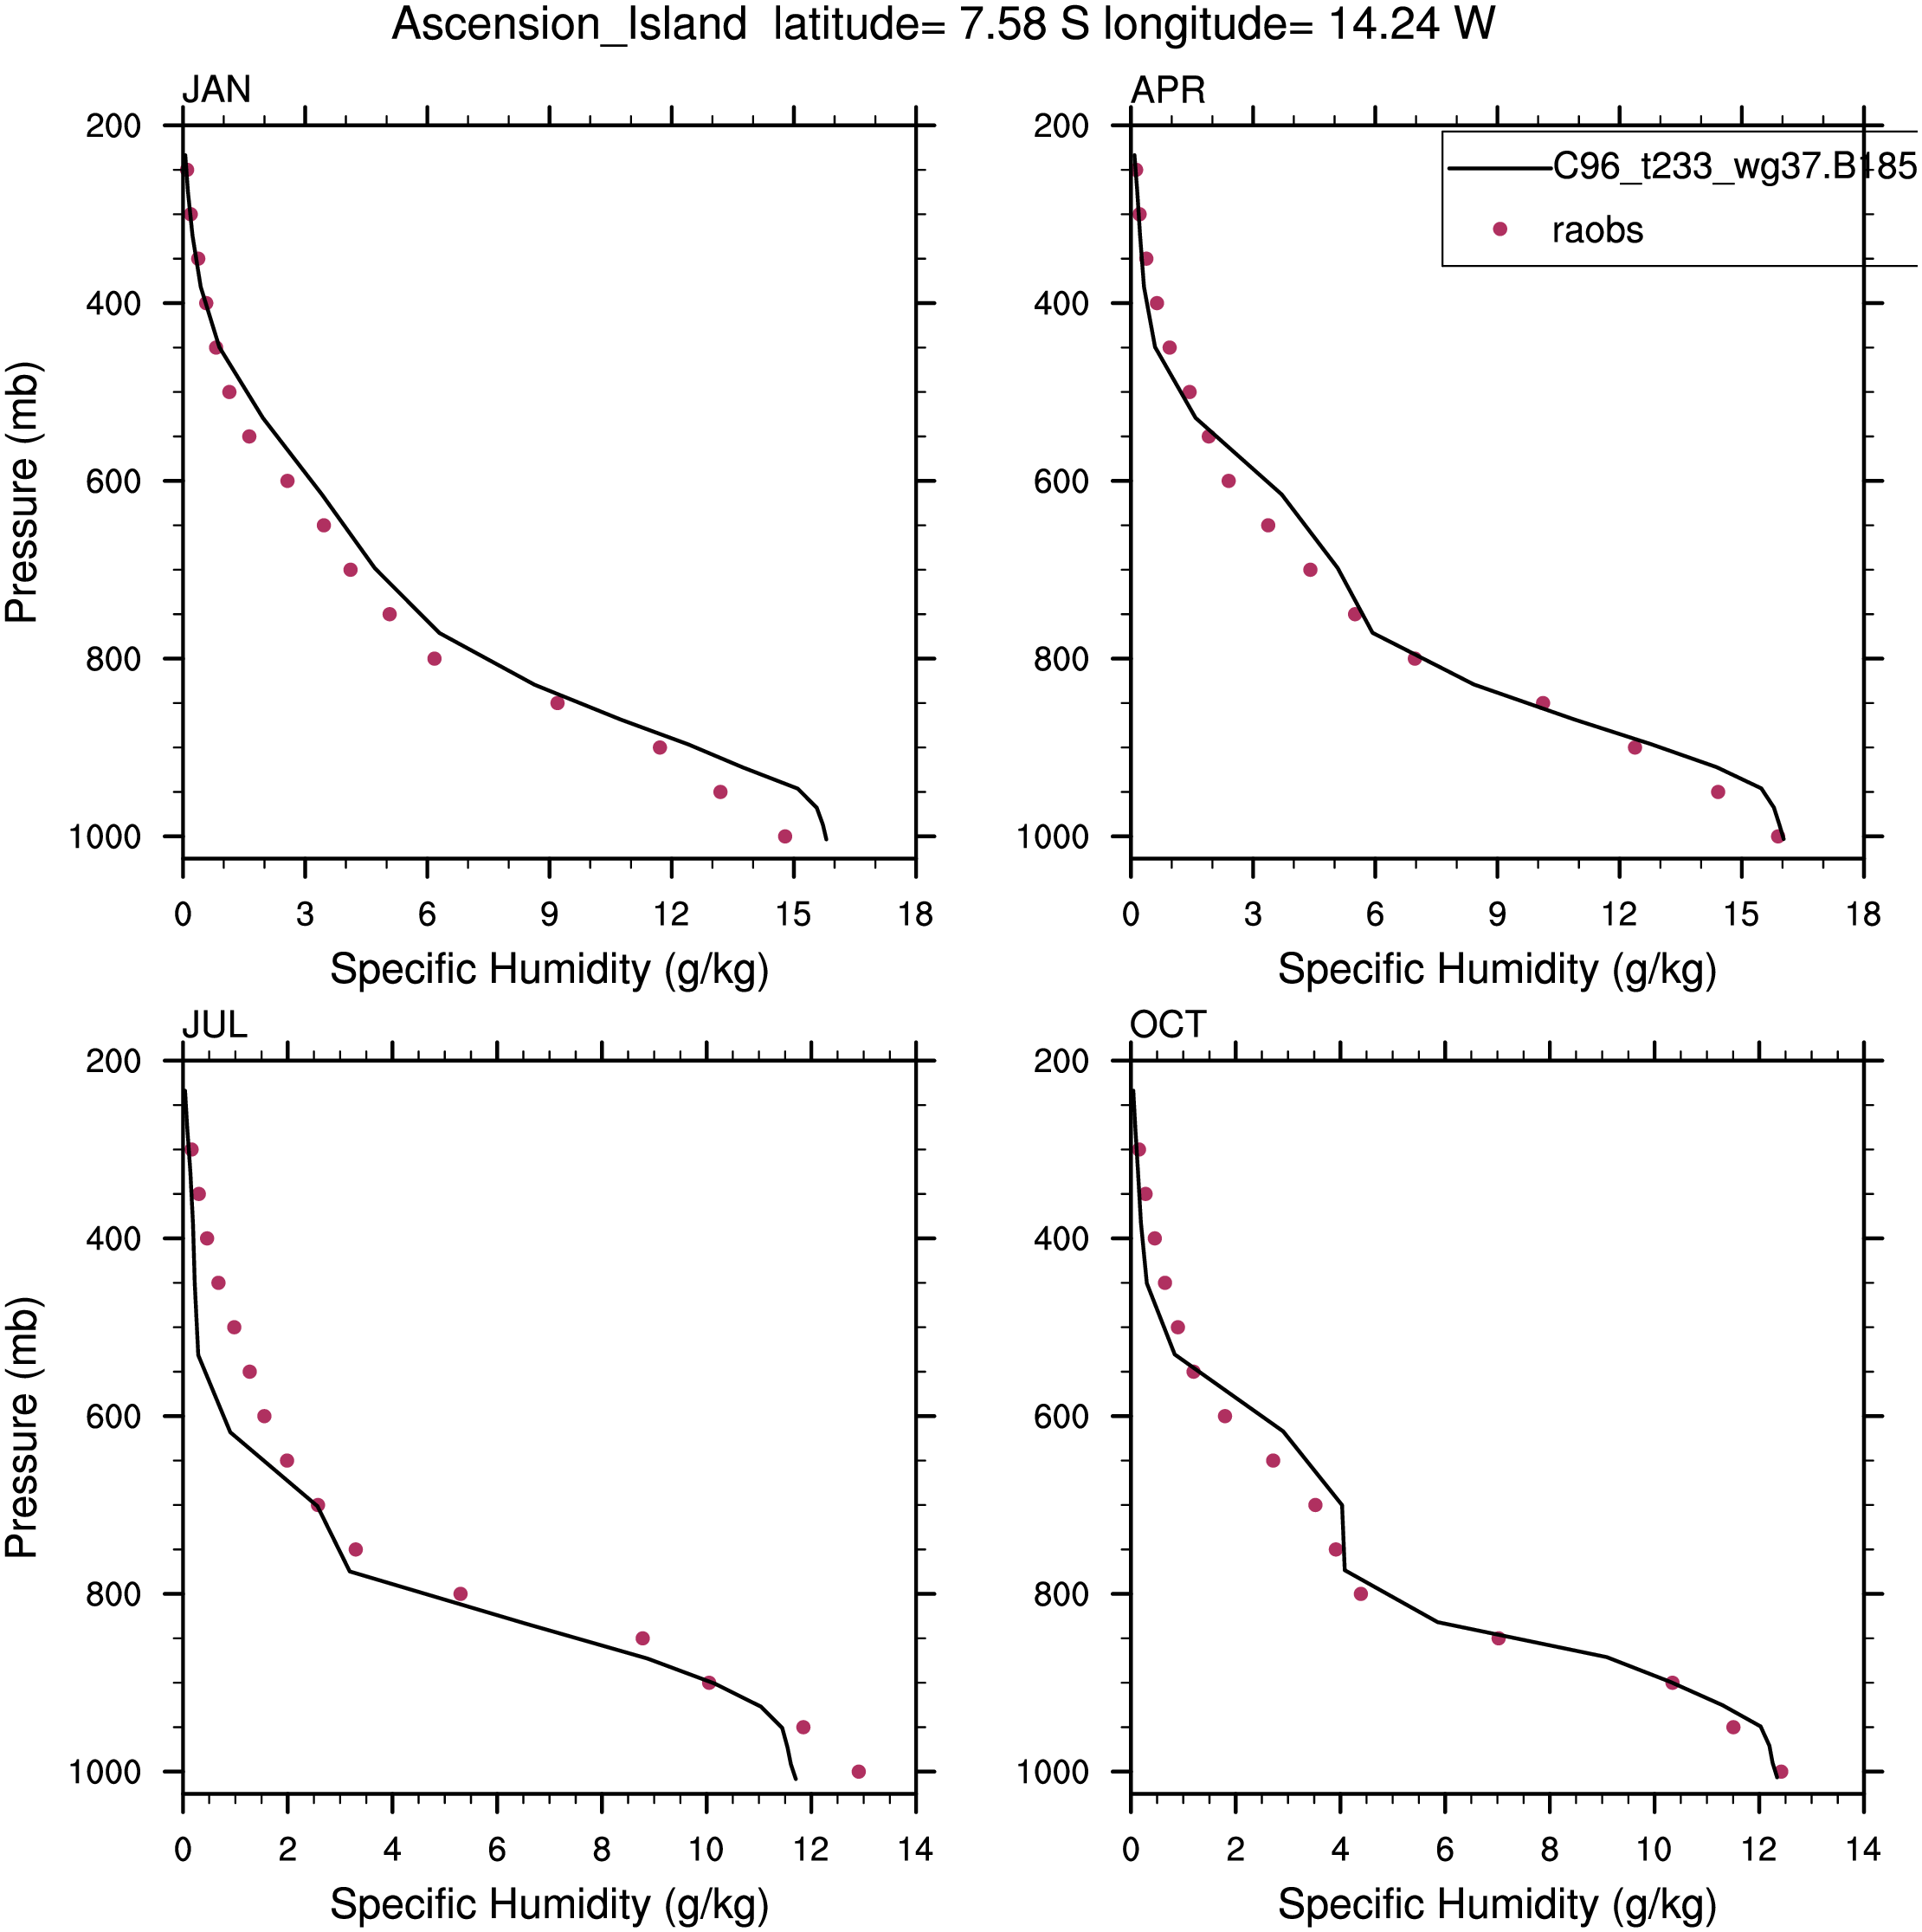 Ascension_Island latitude= 7.58 S longitude= 14.24 W
JAN
200
400
600
800
1000
Pressure (mb)
0 3 6 9 12 15 18
Specific Humidity (g/kg)
APR
200
400
600
800
1000
C96_t233_wg37.B185
raobs
0 3 6 9 12 15 18
Specific Humidity (g/kg)
JUL
200
400
600
800
1000
Pressure (mb)
0 2 4 6 8 10 12 14
Specific Humidity (g/kg)
OCT
200
400
600
800
1000
0 2 4 6 8 10 12 14
Specific Humidity (g/kg)